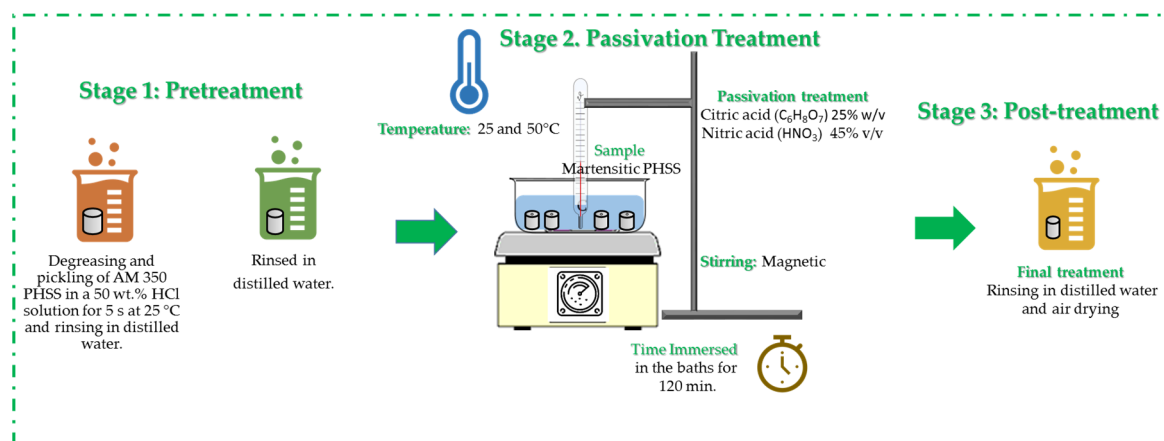 Stage 1: Pretreatment
Degreasing and
pickling of AM 350
PHSS in a 50 wt.% HCl
solution for 5 s at 25 °C
and rinsing in distilled
water.
Rinsed in
distilled water.
Stage 2. Passivation Treatment
Temperature: 25 and 50°C
Sample
Martensitic PHSS
Passivation treatment
Citric acid (C₆H₈O₇) 25% w/v
Nitric acid (HNO₃) 45% v/v
Stirring: Magnetic
Time Immersed
in the baths for
120 min.
Stage 3: Post-treatment
Final treatment
Rinsing in distilled water
and air drying